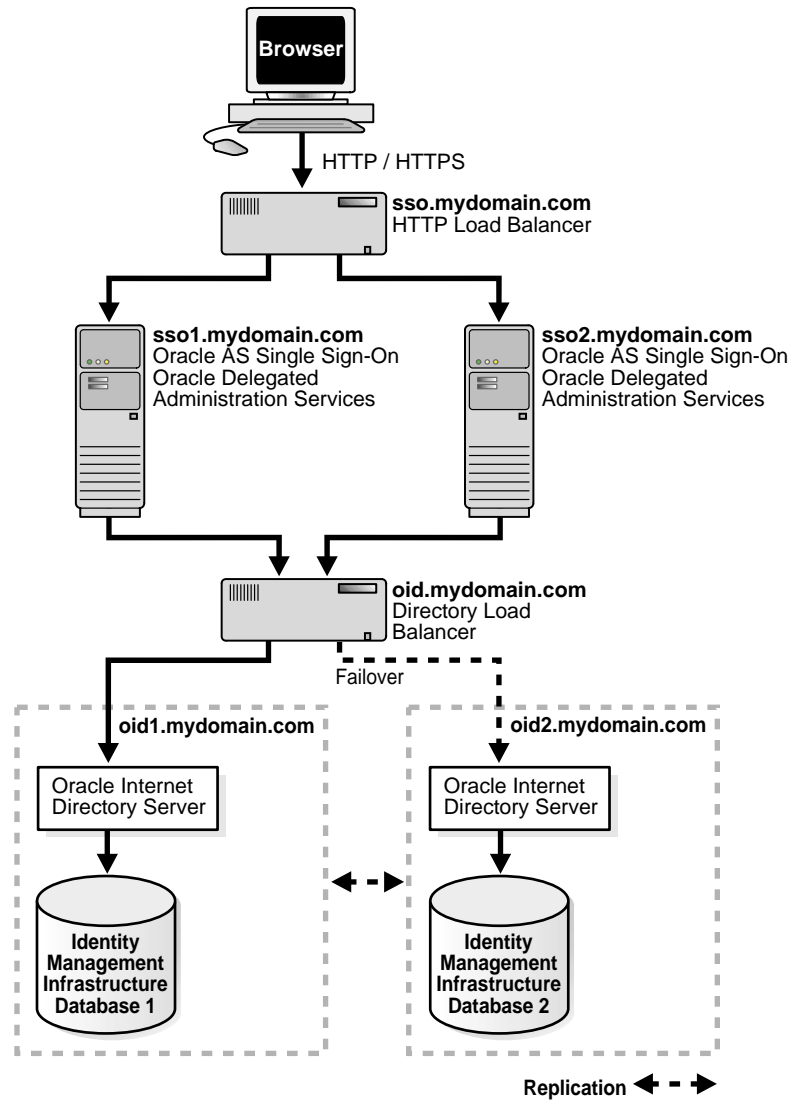 Browser
HTTP / HTTPS
sso.mydomain.com
HTTP Load Balancer
sso1.mydomain.com
Oracle AS Single Sign-On
Oracle Delegated
Administration Services
sso2.mydomain.com
Oracle AS Single Sign-On
Oracle Delegated
Administration Services
oid.mydomain.com
Directory Load
Balancer
Failover
oid1.mydomain.com
oid2.mydomain.com
Oracle Internet
Directory Server
Oracle Internet
Directory Server
Identity
Management
Infrastructure
Database 1
Identity
Management
Infrastructure
Database 2
Replication